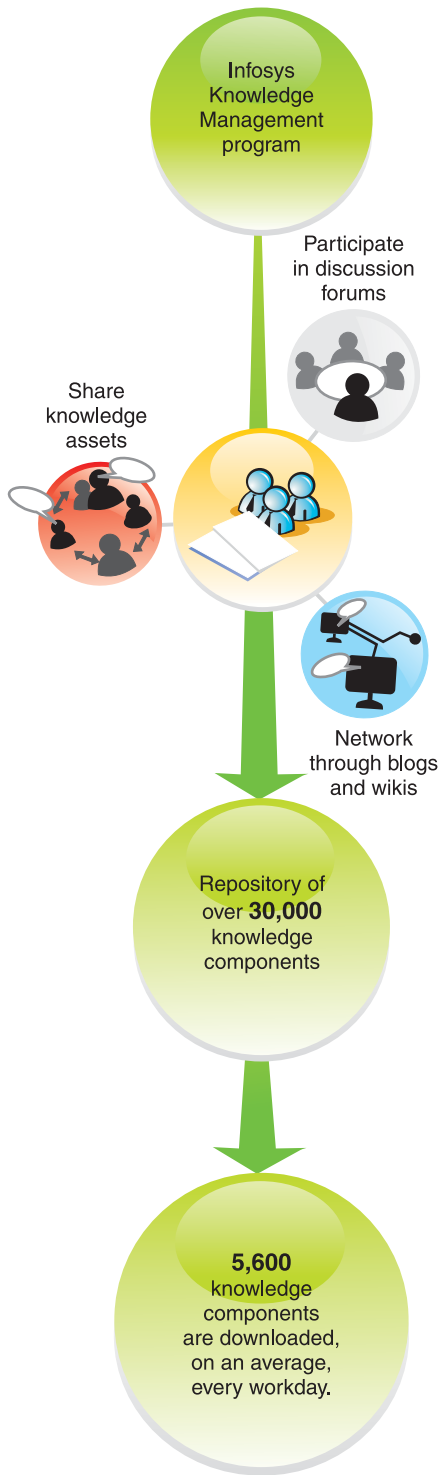 Infosys
Knowledge
Management
program
Participate
in discussion
forums
Share
knowledge
assets
Network
through blogs
and wikis
Repository of
over 30,000
knowledge
components
5,600
knowledge
components
are downloaded,
on an average,
every workday.